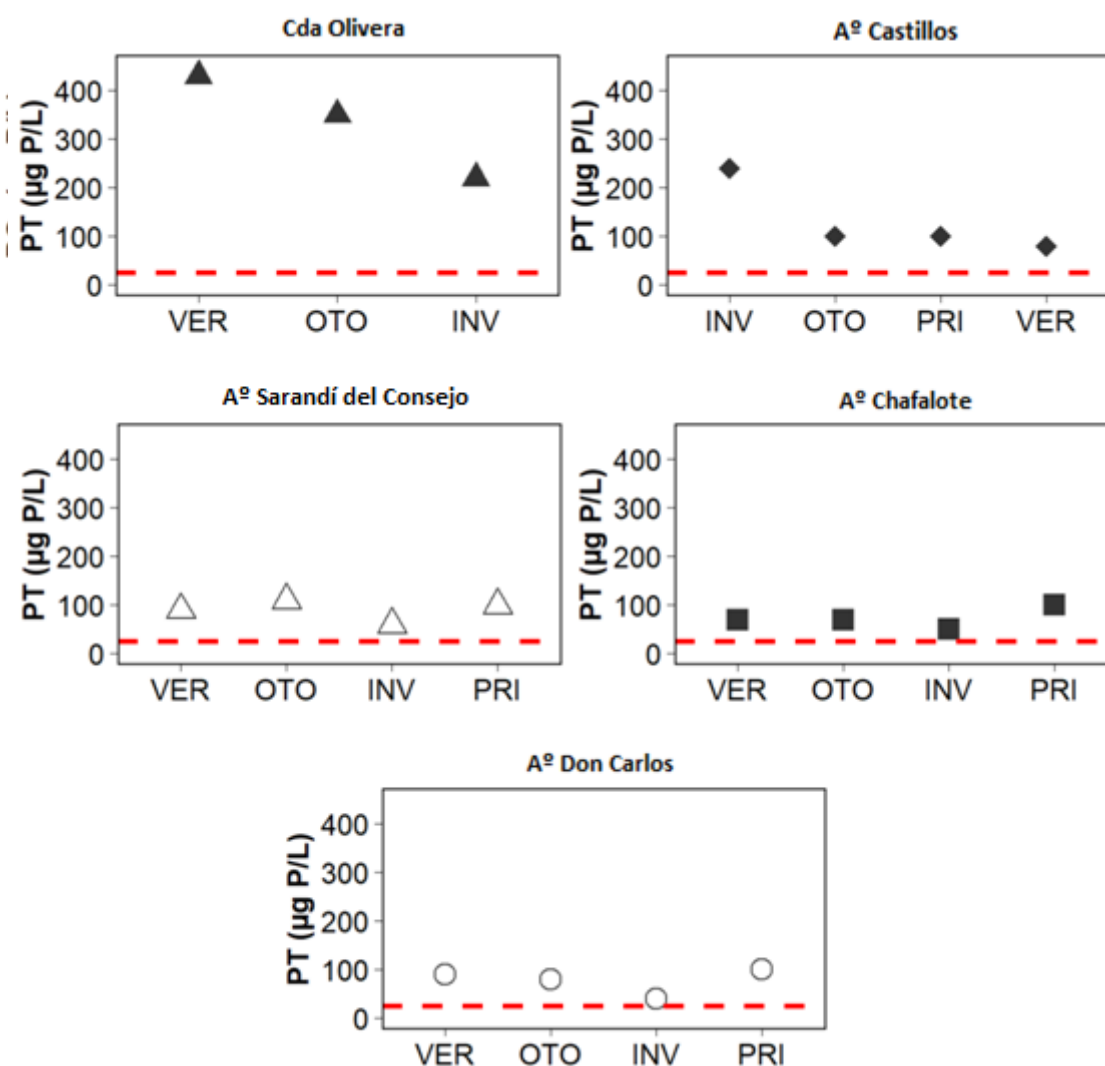 Cda Olivera
PT (µg P/L)
400
300
200
100
0
VER OTO INV
Aº Castillos
PT (µg P/L)
400
300
200
100
0
INV OTO PRI VER
Aº Sarandí del Consejo
PT (µg P/L)
400
300
200
100
0
VER OTO INV PRI
Aº Chafalote
PT (µg P/L)
400
300
200
100
0
VER OTO INV PRI
Aº Don Carlos
PT (µg P/L)
400
300
200
100
0
VER OTO INV PRI